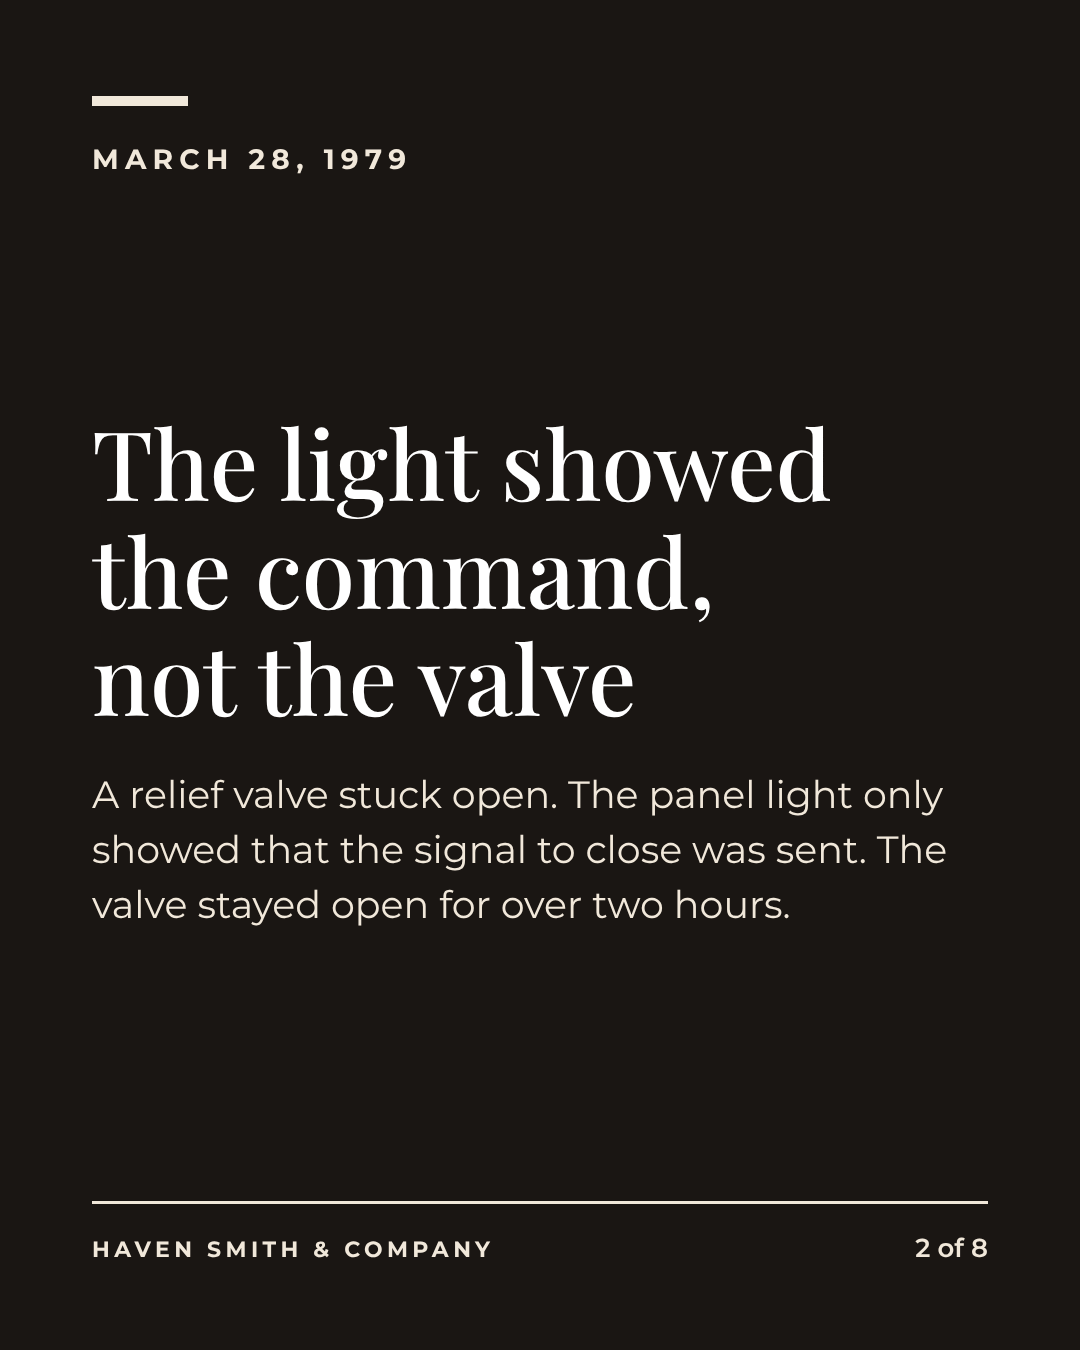 MARCH 28, 1979
The light showed
the command,
not the valve
A relief valve stuck open. The panel light only
showed that the signal to close was sent. The
valve stayed open for over two hours.
HAVEN SMITH & COMPANY
2 of 8